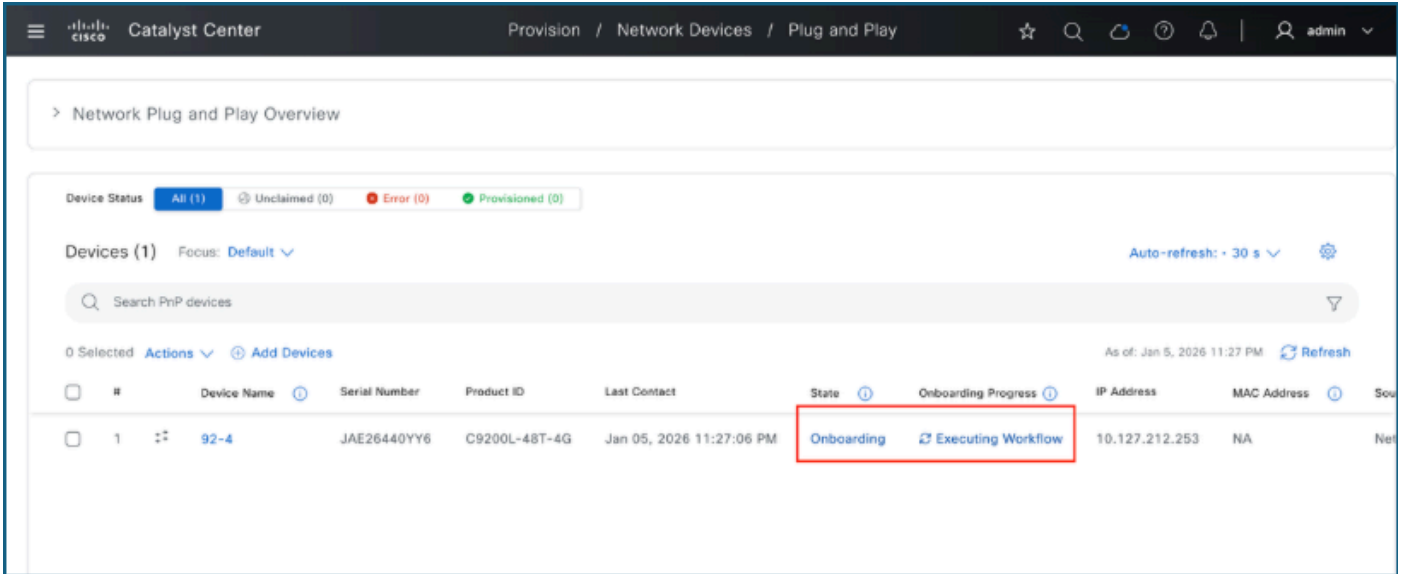 cisco Catalyst Center Provision / Network Devices / Plug and Play admin
> Network Plug and Play Overview
Device Status All (1) Unclaimed (0) Error (0) Provisioned (0)
Devices (1) Focus: Default Auto-refresh: • 30 s
Search PnP devices
0 Selected Actions Add Devices As of: Jan 5, 2026 11:27 PM Refresh
# Device Name Serial Number Product ID Last Contact State Onboarding Progress IP Address MAC Address Sou
1 92-4 JAE26440YY6 C9200L-48T-4G Jan 05, 2026 11:27:06 PM Onboarding Executing Workflow 10.127.212.253 NA Net